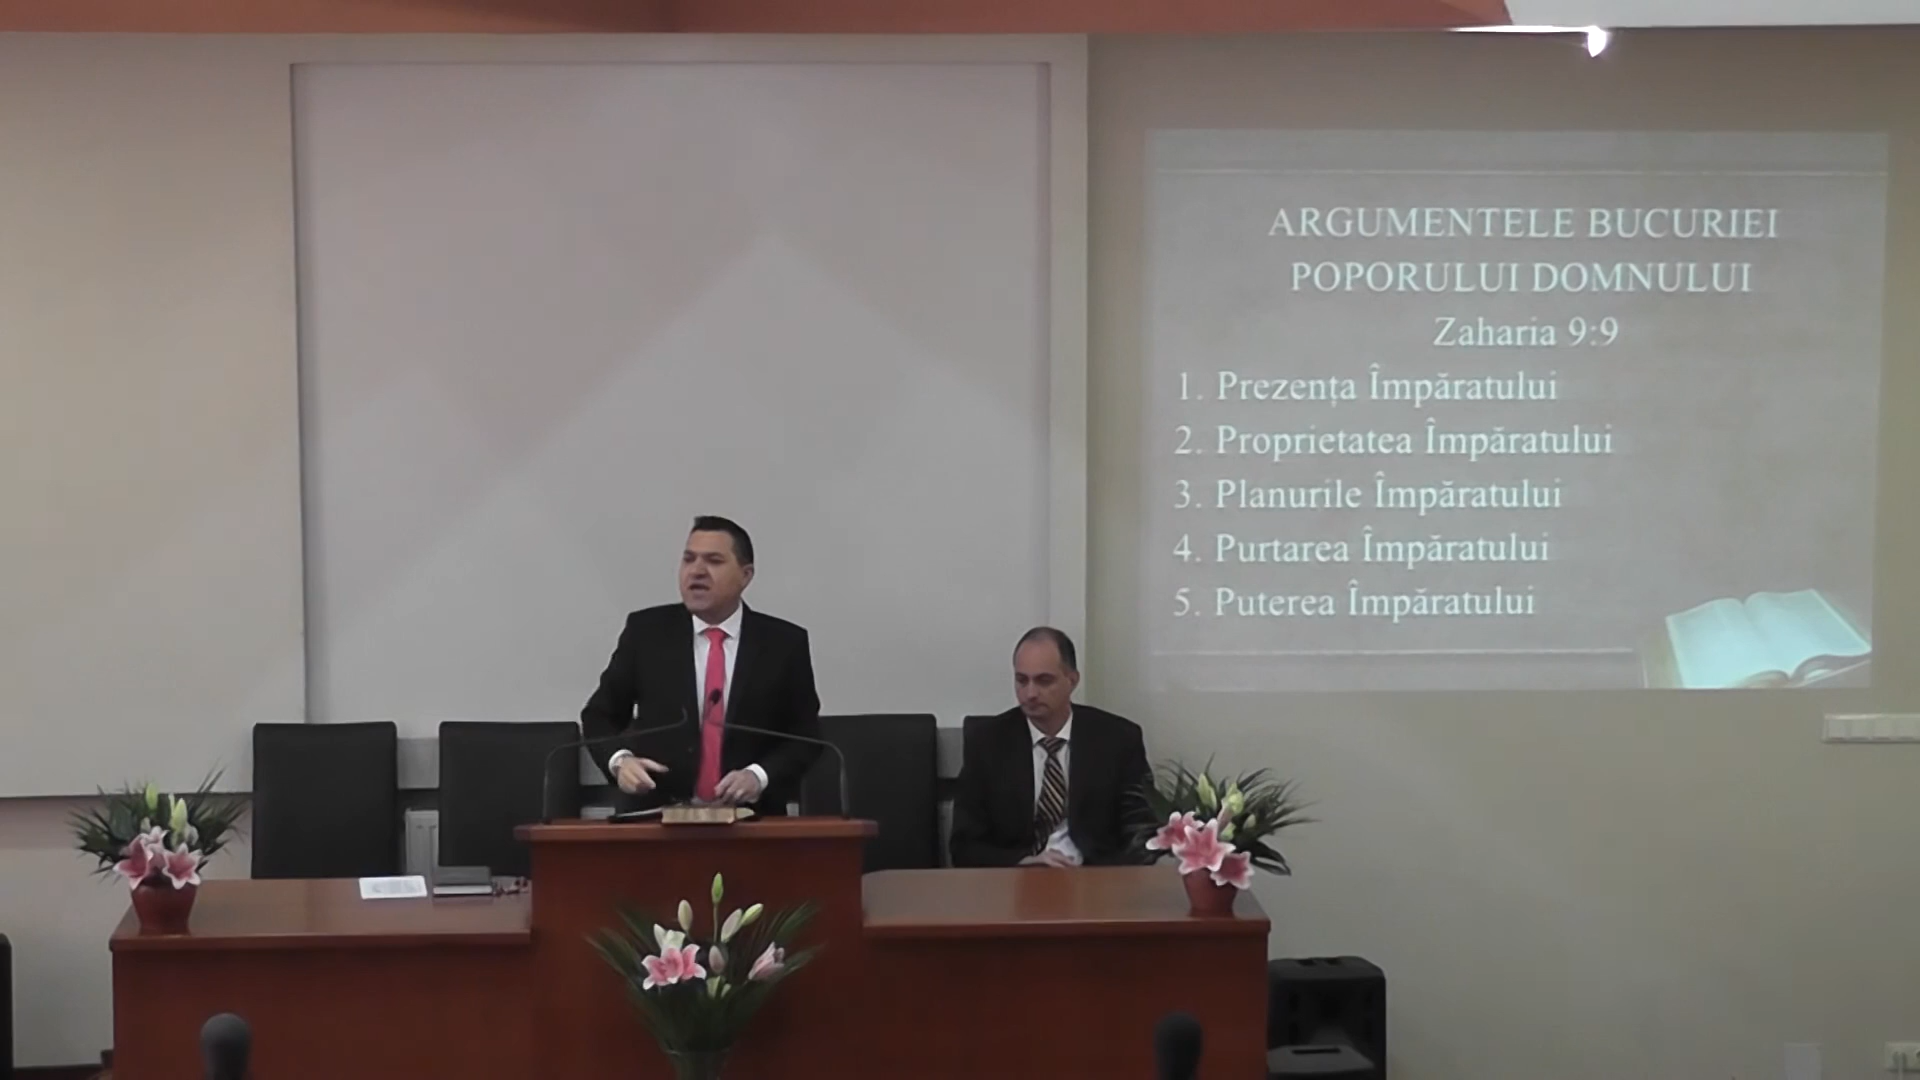 ARGUMENTELE BUCURIEI
POPORULUI DOMNULUI
Zaharia 9:9
1. Prezența Împăratului
2. Proprietatea Împăratului
3. Planurile Împăratului
4. Purtarea Împăratului
5. Puterea Împăratului